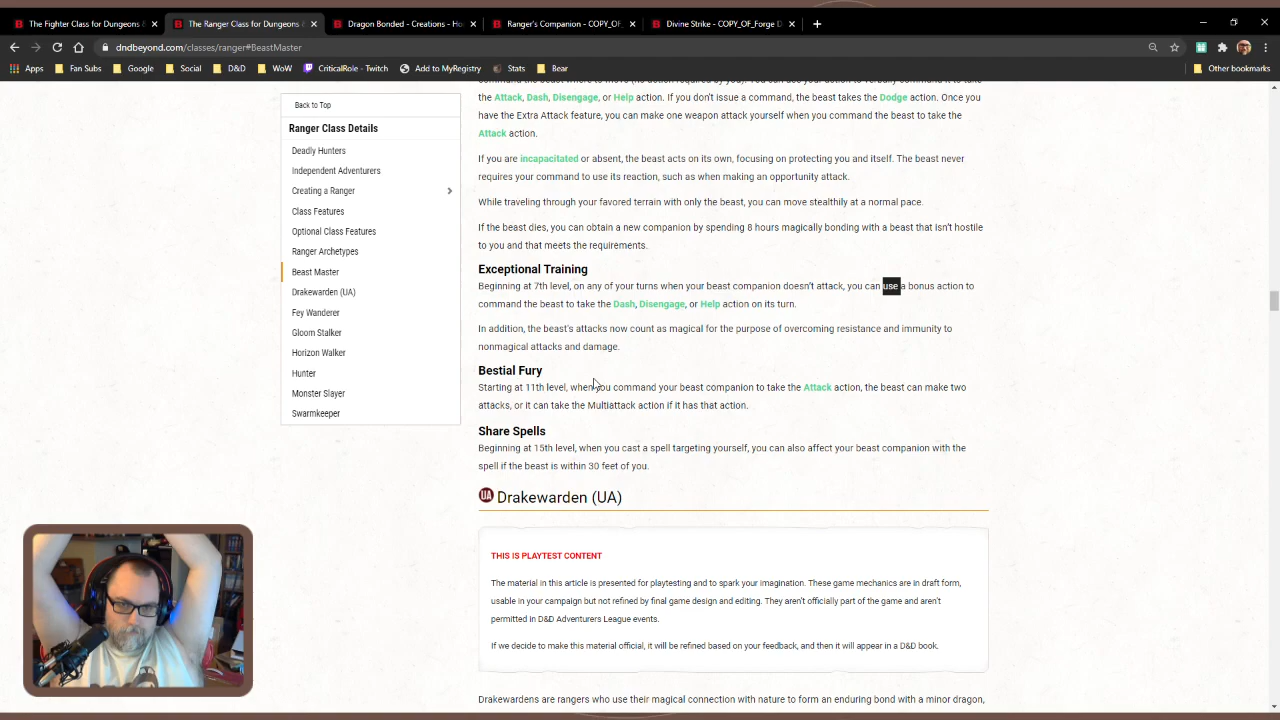 The Fighter Class for Dungeons &
The Ranger Class for Dungeons &
Dragon Bonded - Creations - Ho
Ranger's Companion - COPY_OF_
Divine Strike - COPY_OF_Forge D
dndbeyond.com/classes/ranger#BeastMaster
Apps
Fan Subs
Google
Social
D&D
WoW
CriticalRole - Twitch
Add to MyRegistry
Stats
Bear
Other bookmarks
Back to Top
Ranger Class Details
Deadly Hunters
Independent Adventurers
Creating a Ranger
Class Features
Optional Class Features
Ranger Archetypes
Beast Master
Drakewarden (UA)
Fey Wanderer
Gloom Stalker
Horizon Walker
Hunter
Monster Slayer
Swarmkeeper
the Attack, Dash, Disengage, or Help action. If you don't issue a command, the beast takes the Dodge action. Once you
have the Extra Attack feature, you can make one weapon attack yourself when you command the beast to take the
Attack action.
If you are incapacitated or absent, the beast acts on its own, focusing on protecting you and itself. The beast never
requires your command to use its reaction, such as when making an opportunity attack.
While traveling through your favored terrain with only the beast, you can move stealthily at a normal pace.
If the beast dies, you can obtain a new companion by spending 8 hours magically bonding with a beast that isn't hostile
to you and that meets the requirements.
Exceptional Training
Beginning at 7th level, on any of your turns when your beast companion doesn't attack, you can use a bonus action to
command the beast to take the Dash, Disengage, or Help action on its turn.
In addition, the beast's attacks now count as magical for the purpose of overcoming resistance and immunity to
nonmagical attacks and damage.
Bestial Fury
Starting at 11th level, when you command your beast companion to take the Attack action, the beast can make two
attacks, or it can take the Multiattack action if it has that action.
Share Spells
Beginning at 15th level, when you cast a spell targeting yourself, you can also affect your beast companion with the
spell if the beast is within 30 feet of you.
UA Drakewarden (UA)
THIS IS PLAYTEST CONTENT
The material in this article is presented for playtesting and to spark your imagination. These game mechanics are in draft form,
usable in your campaign but not refined by final game design and editing. They aren't officially part of the game and aren't
permitted in D&D Adventurers League events.
If we decide to make this material official, it will be refined based on your feedback, and then it will appear in a D&D book.
Drakewardens are rangers who use their magical connection with nature to form an enduring bond with a minor dragon,